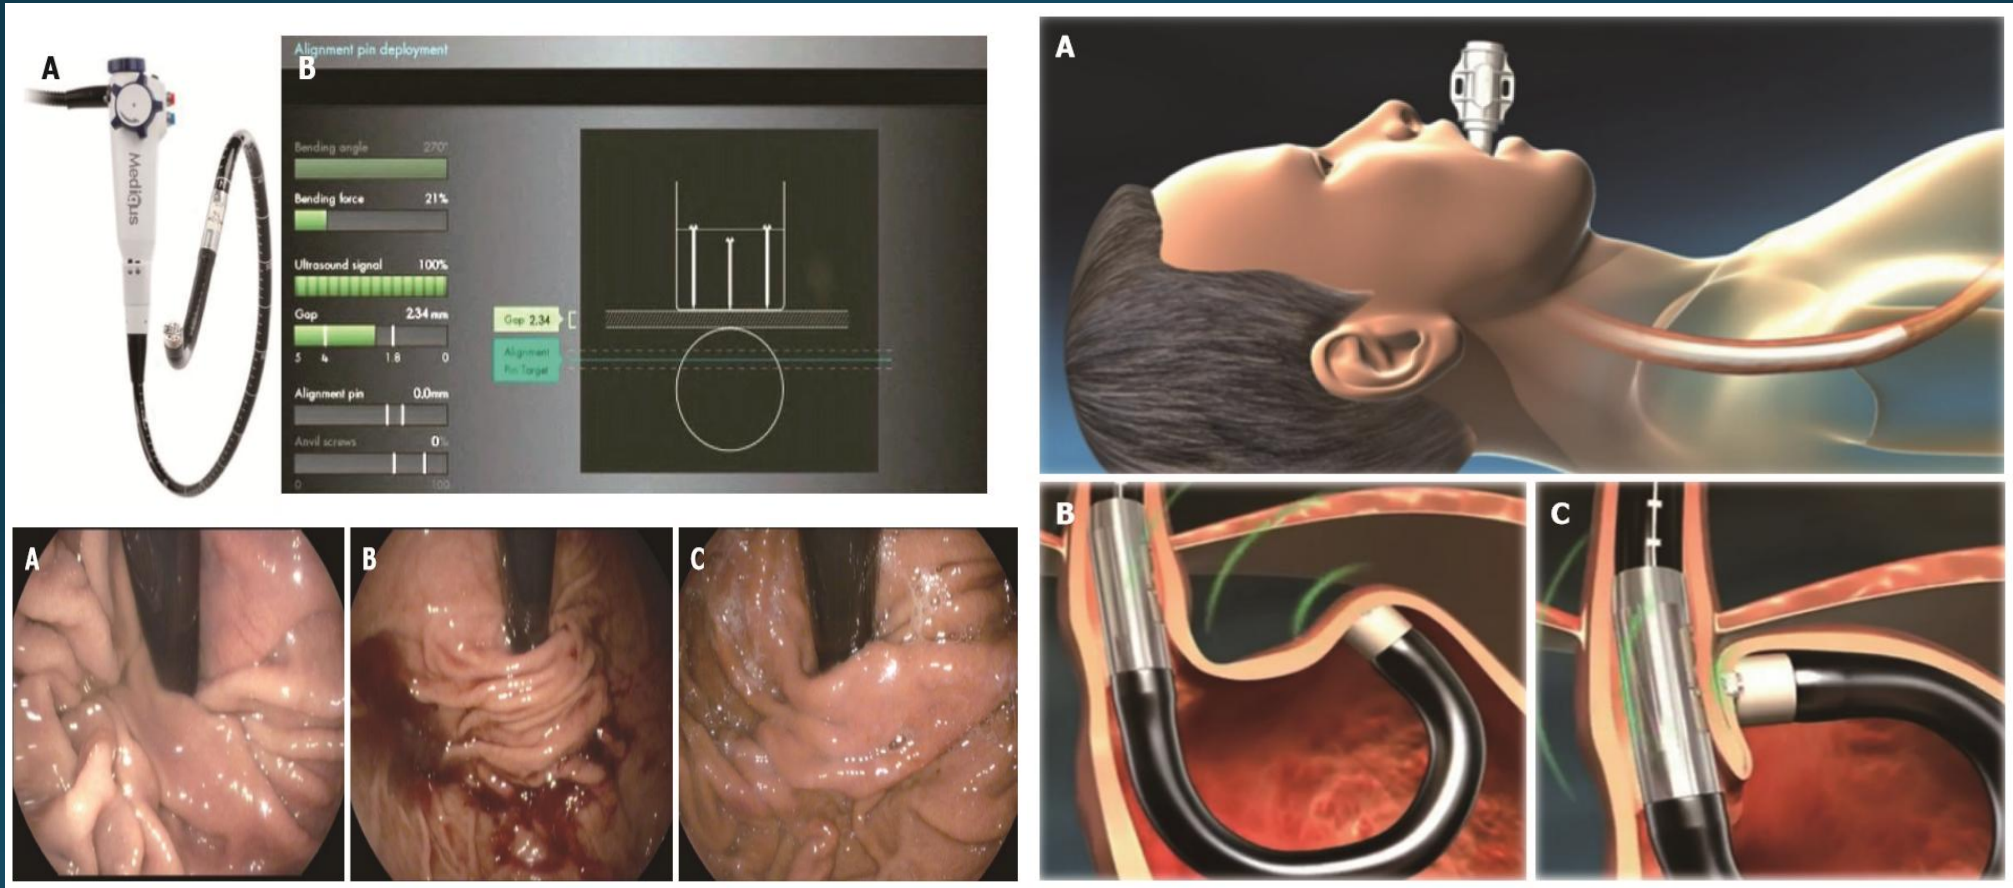 A
MediGus
Alignment pin deployment
B
Bending angle 270°
Bending force 21%
Ultrasound signal 100%
Gap 2.34 mm
5 4 1.8 0
Alignment pin 0.0mm
Anvil screws 0%
0 100
Gap 2.34
Alignment
Pin Target
A
B
C
A
B
C